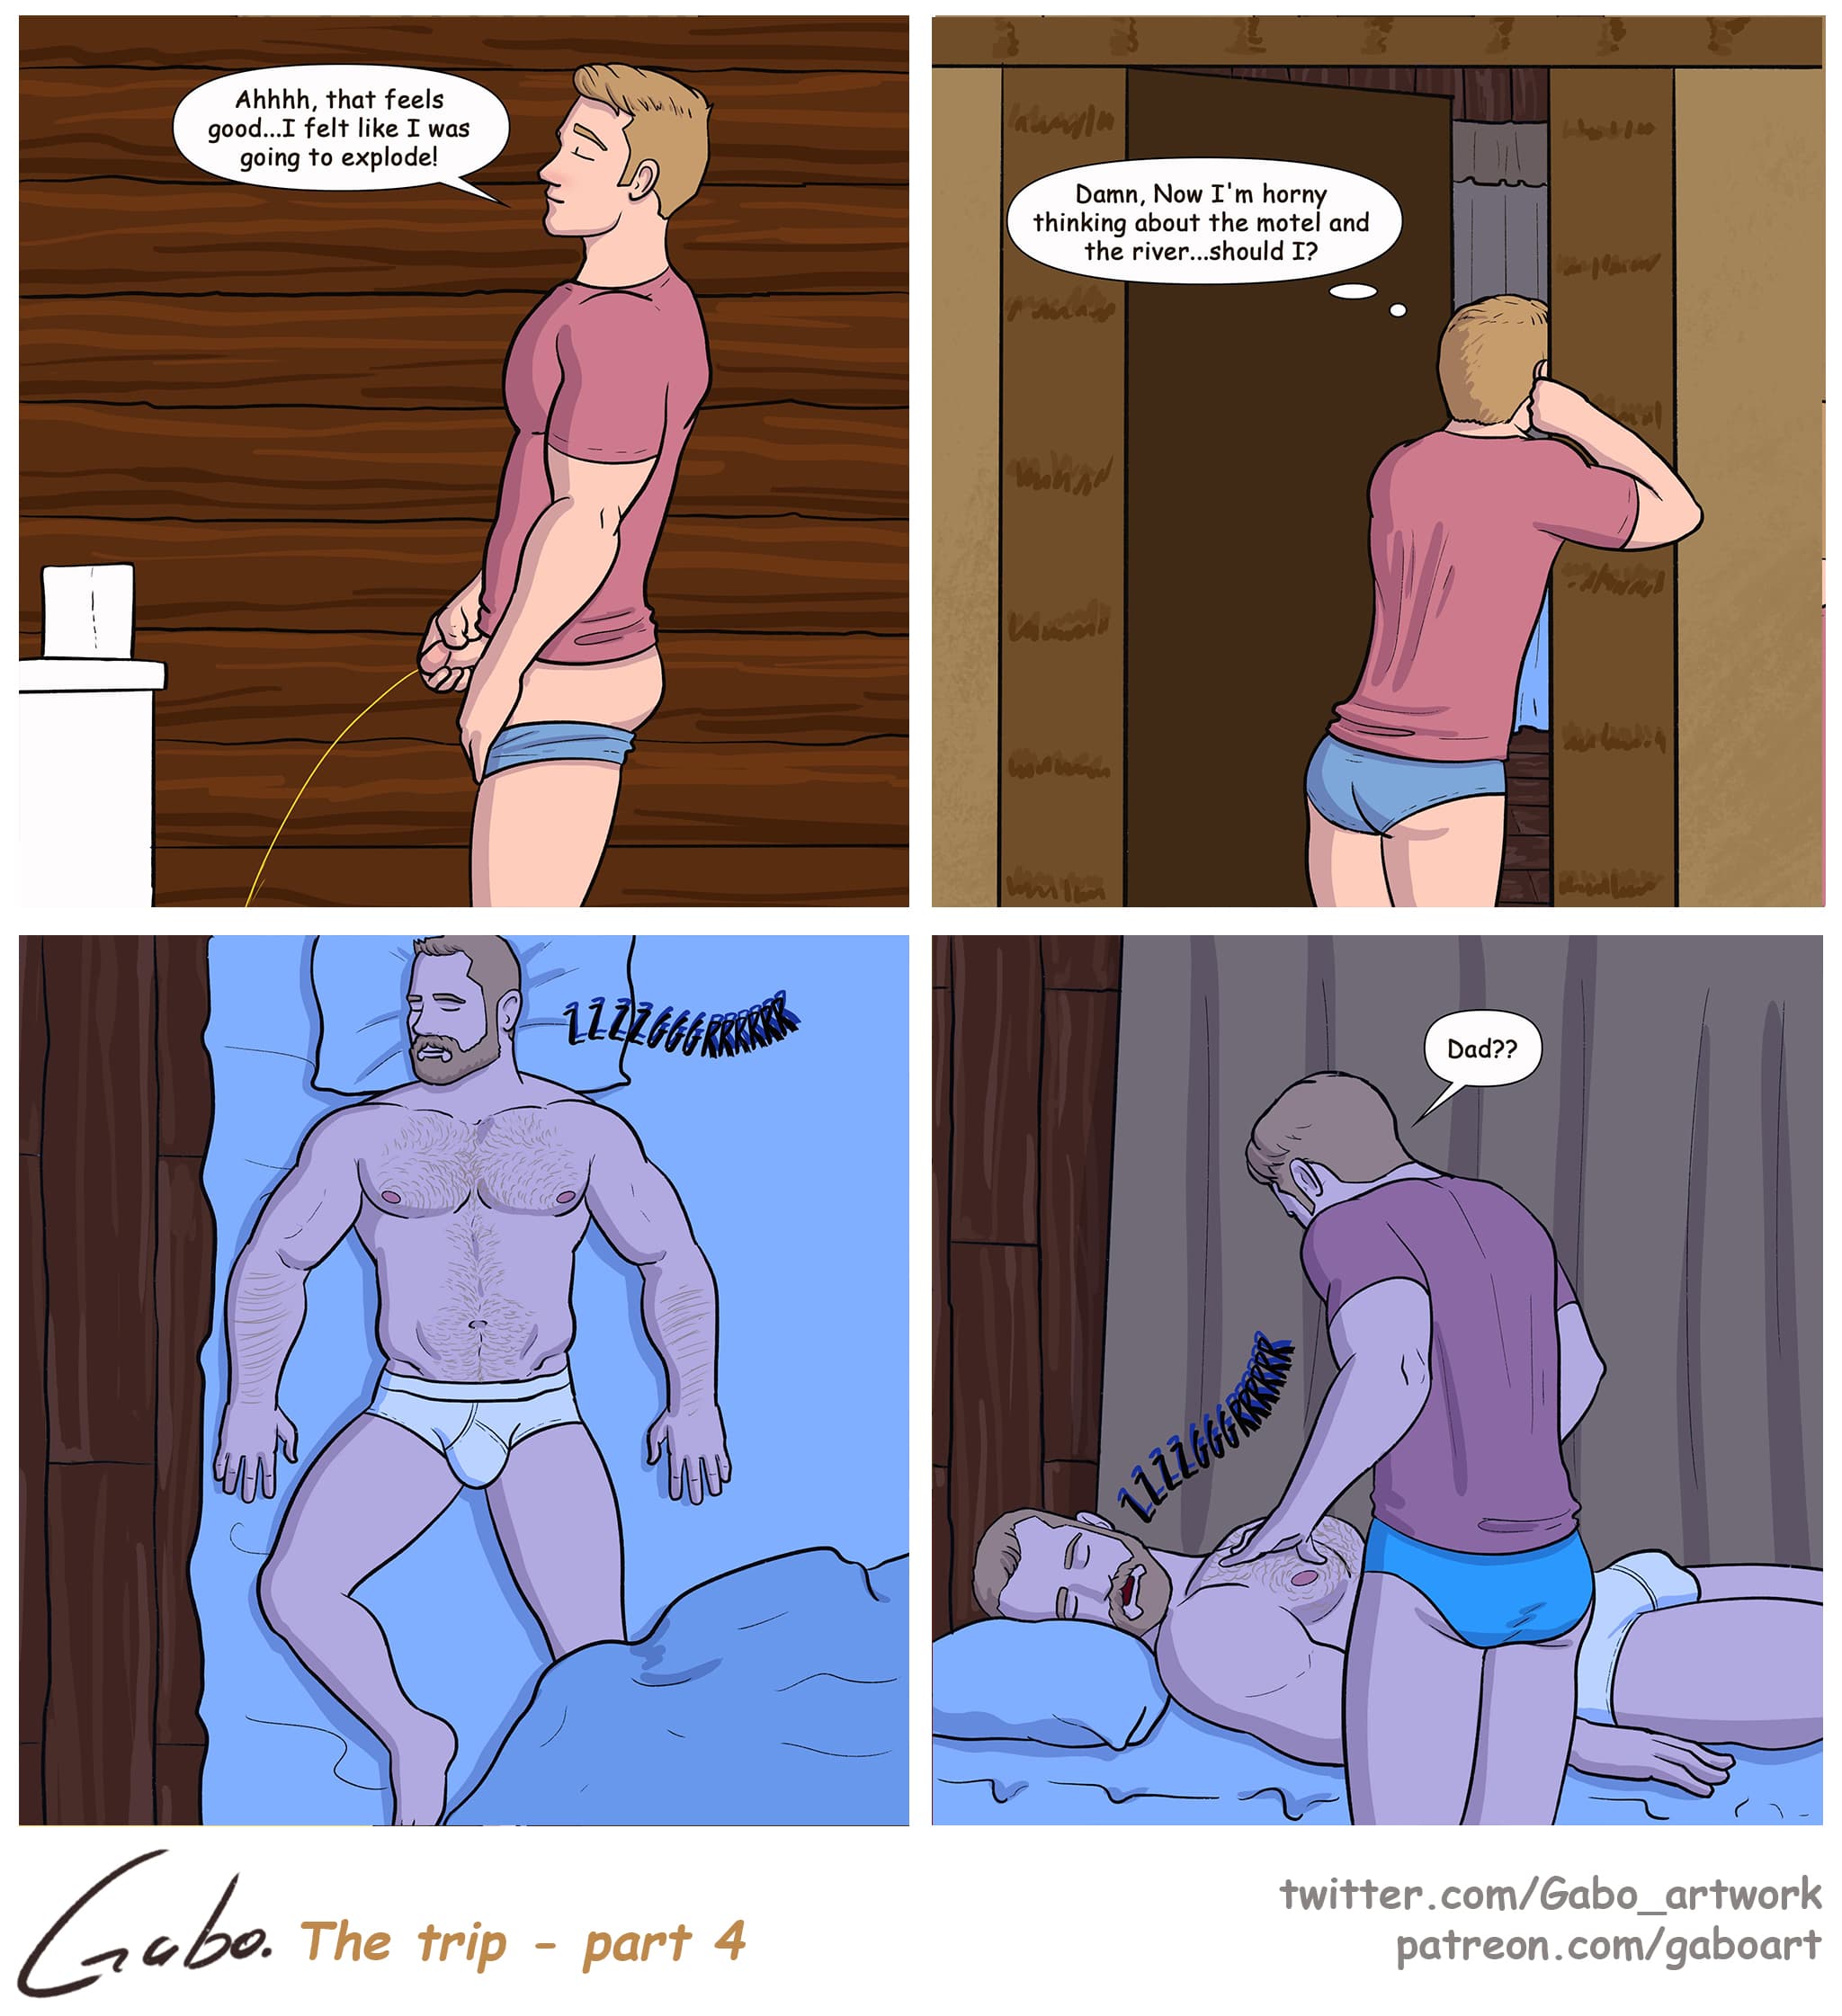 Ahhhh, that feels
good...I felt like I was
going to explode!
Damn, Now I'm horny
thinking about the motel and
the river...should I?
ZZZZGGGRRRRRR
Dad??
ZZZZGGGRRRRRR
Gabo.
The trip - part 4
twitter.com/Gabo_artwork
patreon.com/gaboart